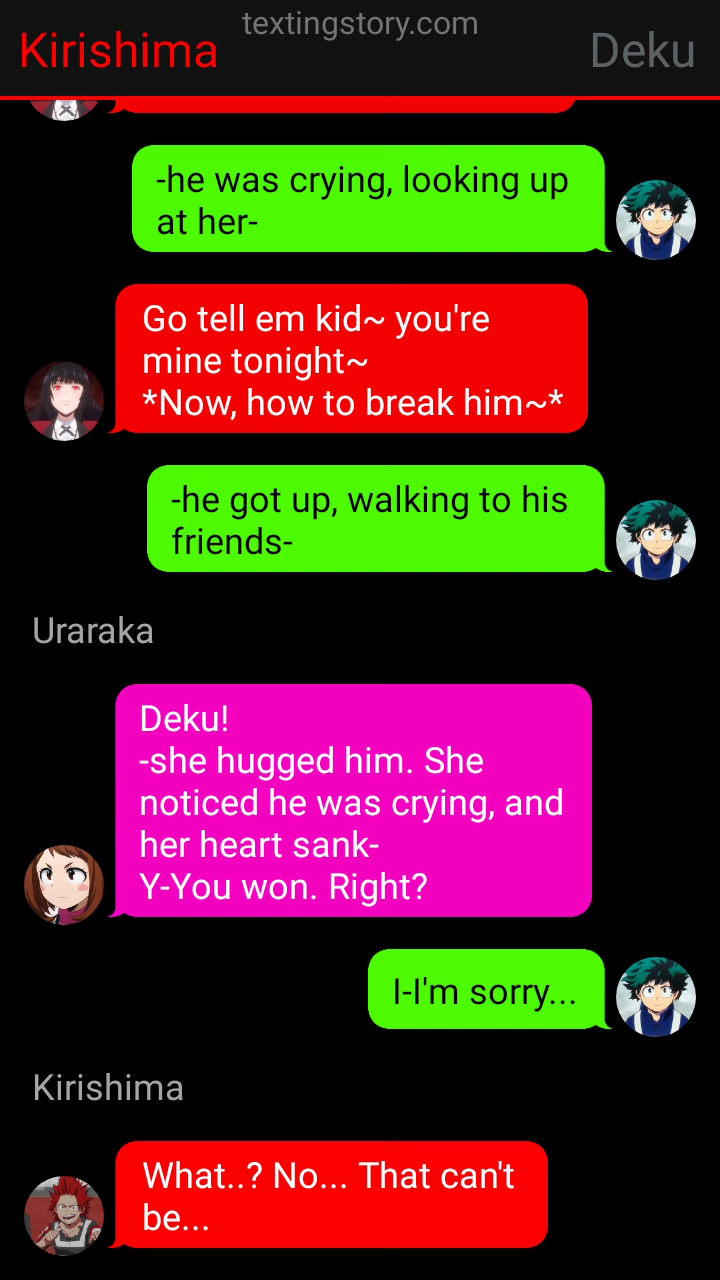 textingstory.com
Kirishima
Deku
-he was crying, looking up
at her-
Go tell em kid~ you're
mine tonight~
*Now, how to break him~*
-he got up, walking to his
friends-
Uraraka
Deku!
-she hugged him. She
noticed he was crying, and
her heart sank-
Y-You won. Right?
I-I'm sorry...
Kirishima
What..? No... That can't
be...